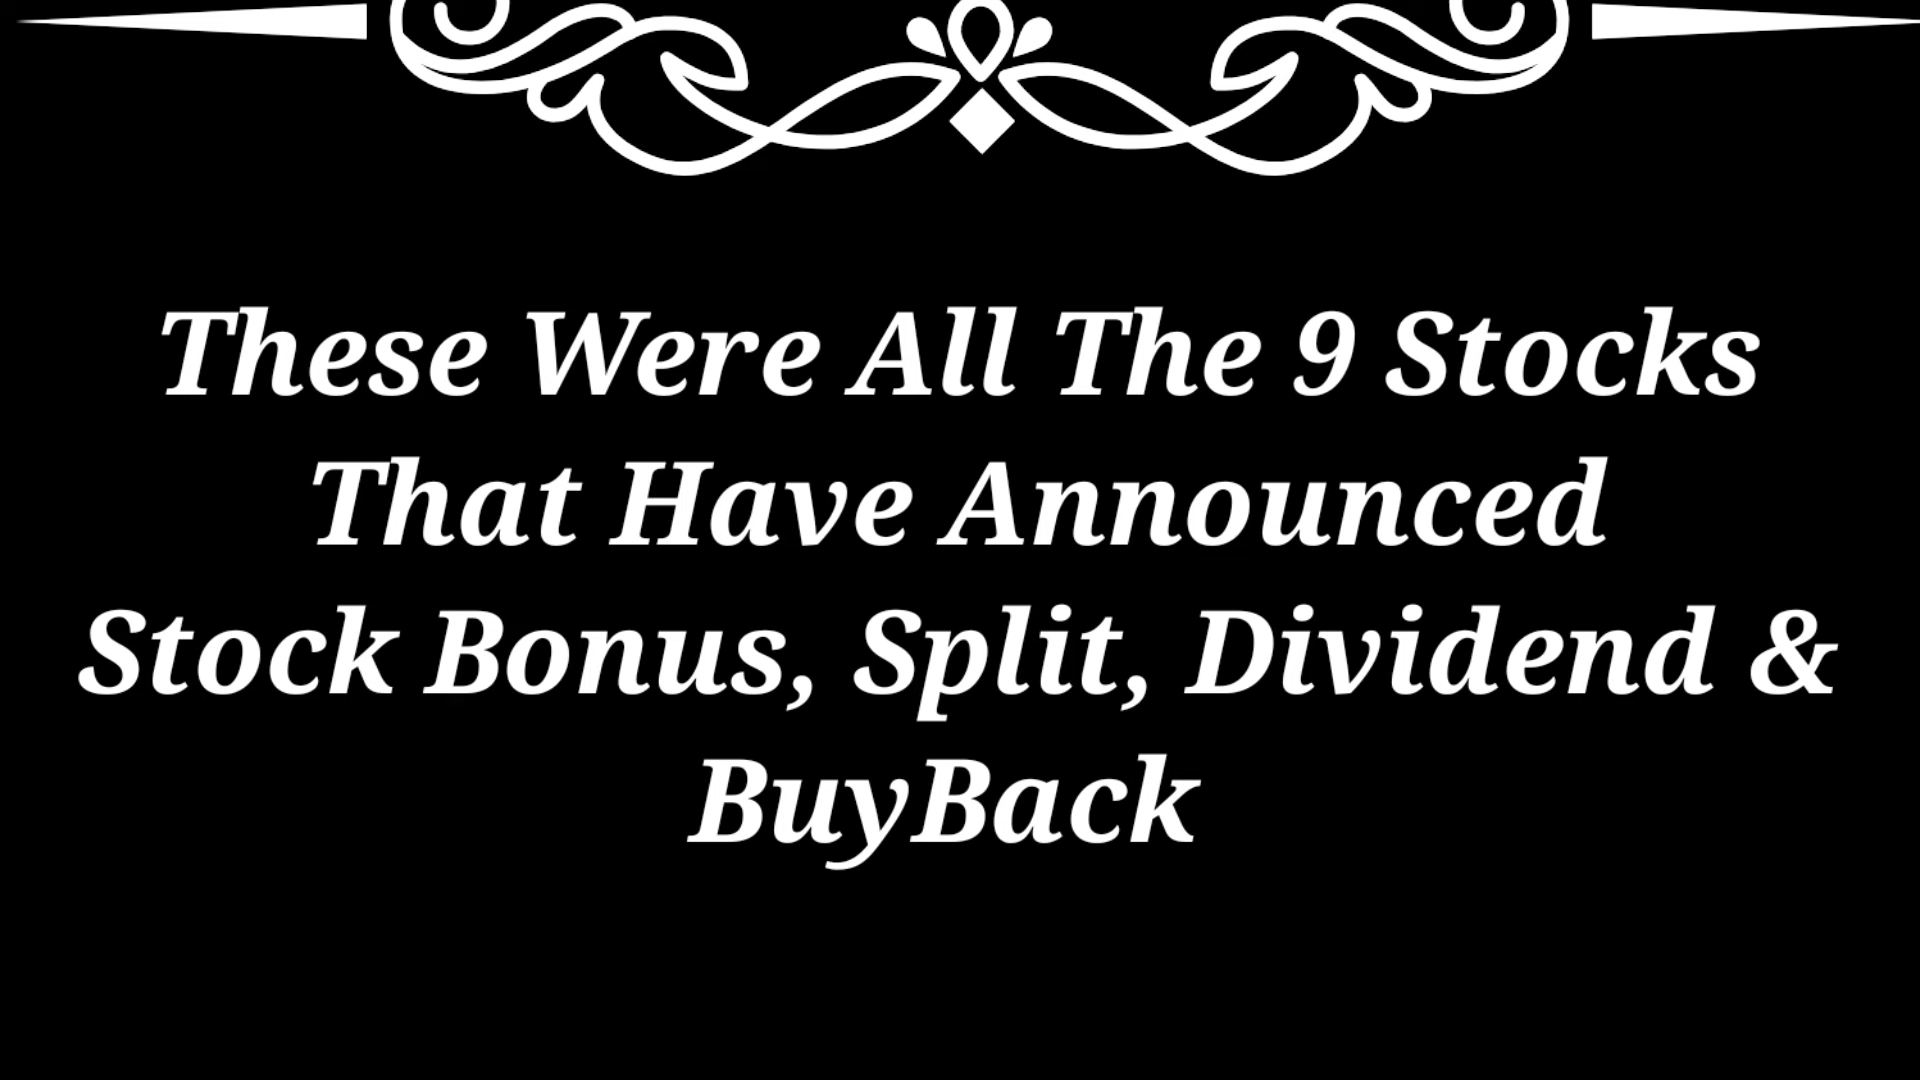 These Were All The 9 Stocks
That Have Announced
Stock Bonus, Split, Dividend &
BuyBack